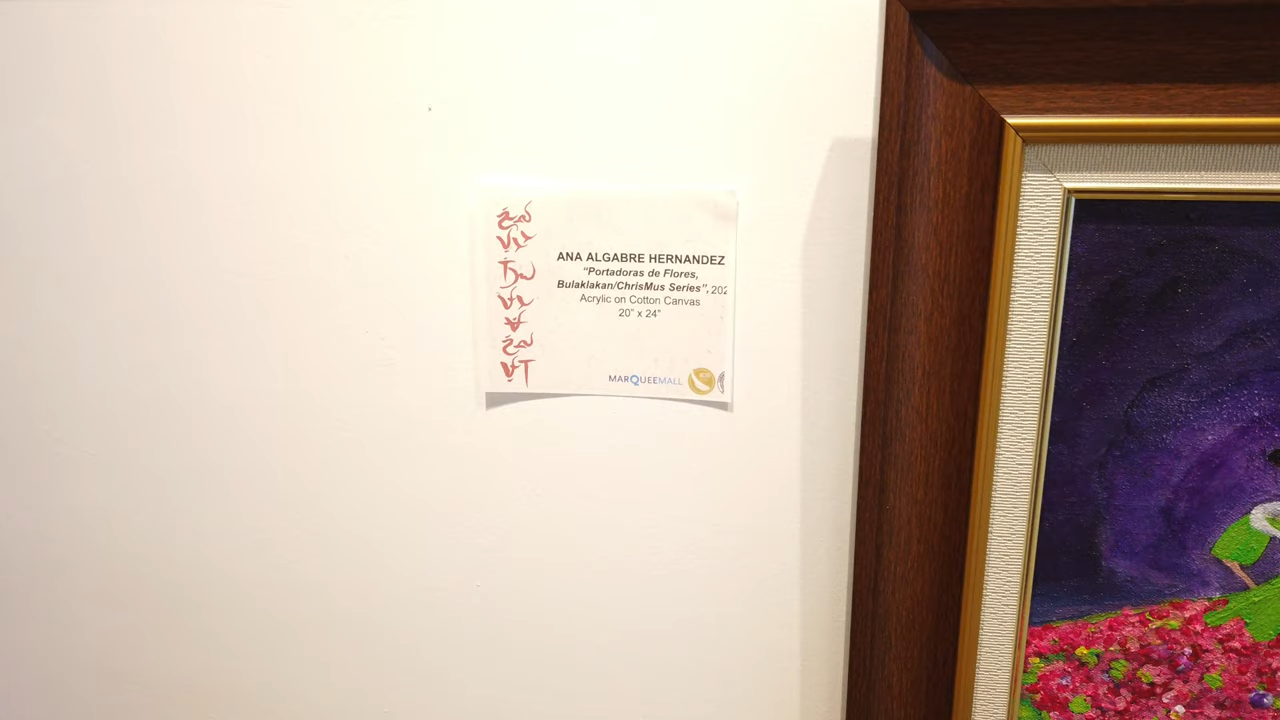 ANA ALGABRE HERNANDEZ
“Portadoras de Flores,
Bulaklakan/ChrisMus Series”, 202
Acrylic on Cotton Canvas
20” x 24”
MARQUEEMALL